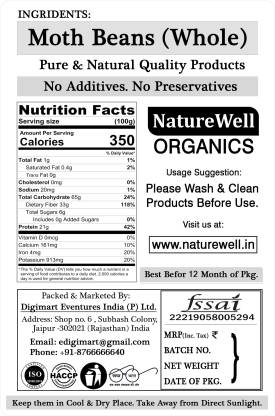 INGRIDENTS:
Moth Beans (Whole)
Pure & Natural Quality Products
No Additives. No Preservatives
Nutrition Facts
Serving size (100g)
Amount Per Serving
Calories 350
% Daily Value*
Total Fat 1g 1%
Saturated Fat 0.4g 2%
Trans Fat 0g
Cholesterol 0mg 0%
Sodium 20mg 1%
Total Carbohydrate 65g 24%
Dietary Fiber 33g 118%
Total Sugars 6g
Includes 0g Added Sugars 0%
Protein 21g 42%
Vitamin D 0mcg 0%
Calcium 161mg 10%
Iron 4mg 20%
Potassium 913mg 20%
*The % Daily Value (DV) tells you how much a nutrient in a
serving of food contributes to a daily diet. 2,000 calories a
day is used for general nutrition advice.
NatureWell
ORGANICS
Usage Suggestion:
Please Wash & Clean
Products Before Use.
Visit us at:
www.naturewell.in
Best Befor 12 Month of Pkg.
Packed & Marketed By:
Digimart Eventures India (P) Ltd.
Address: Shop no. 6 , Subhash Colony,
Jaipur -302021 (Rajasthan) India
Email: edigimart@gmail.com
Phone: +91-8766666640
ISO
HACCP
fssai
22219058005294
MRP(Inc. Tax) ₹
BATCH NO.
NET WEIGHT
DATE OF PKG.
Keep them in Cool & Dry Place. Take Away from Direct Sunlight.